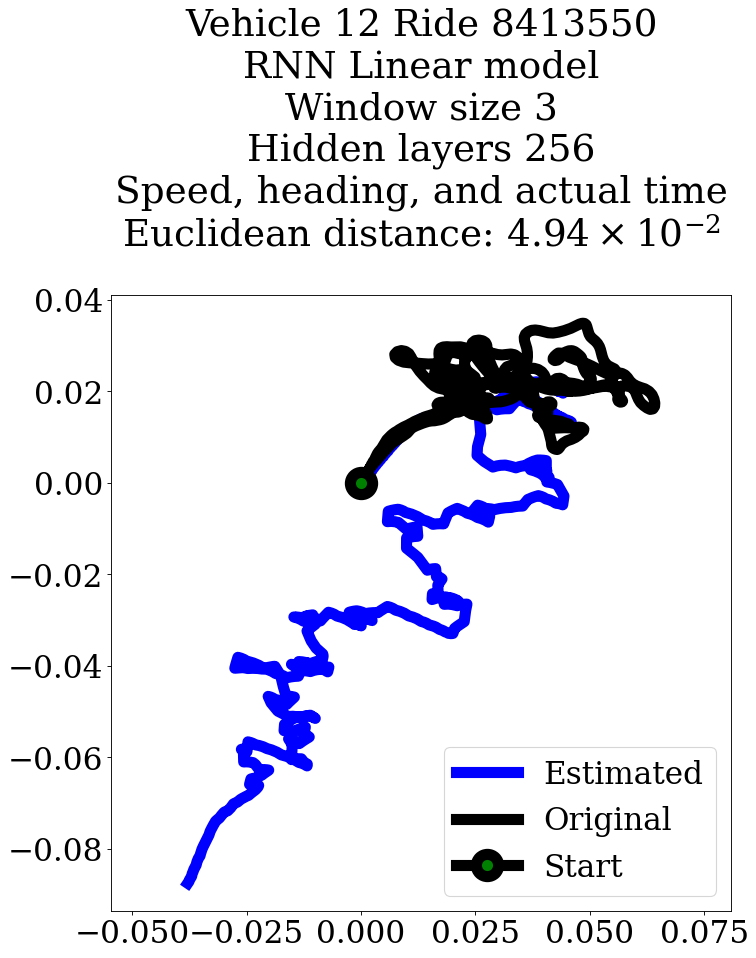 Vehicle 12 Ride 8413550
RNN Linear model
Window size 3
Hidden layers 256
Speed, heading, and actual time
Euclidean distance: 4.94 × 10⁻²
0.04
0.02
0.00
−0.02
−0.04
−0.06
−0.08
−0.050 −0.025 0.000 0.025 0.050 0.075
Estimated
Original
Start